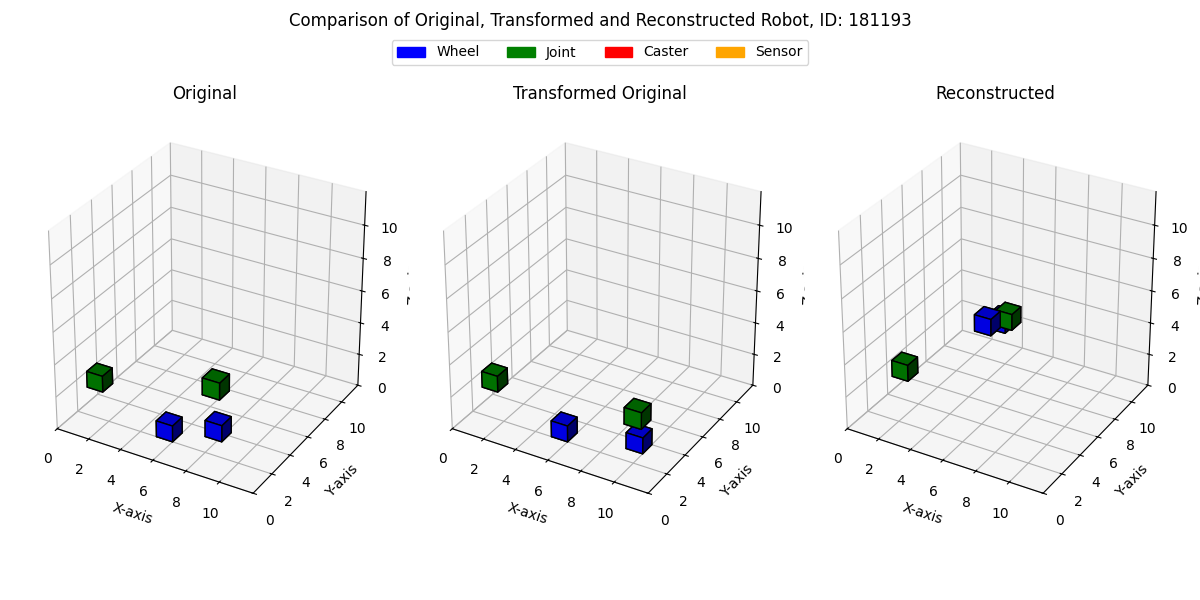 Comparison of Original, Transformed and Reconstructed Robot, ID: 181193
Wheel Joint Caster Sensor
Original Transformed Original Reconstructed
10 10 10
8 8 8
6 6 6
4 4 4
2 2 2
0 0 0
10 10 10
8 8 8
6 6 6
4 4 4
2 2 2
0 0 0
Y-axis Y-axis Y-axis
0 2 4 6 8 10 0 2 4 6 8 10 0 2 4 6 8 10
X-axis X-axis X-axis